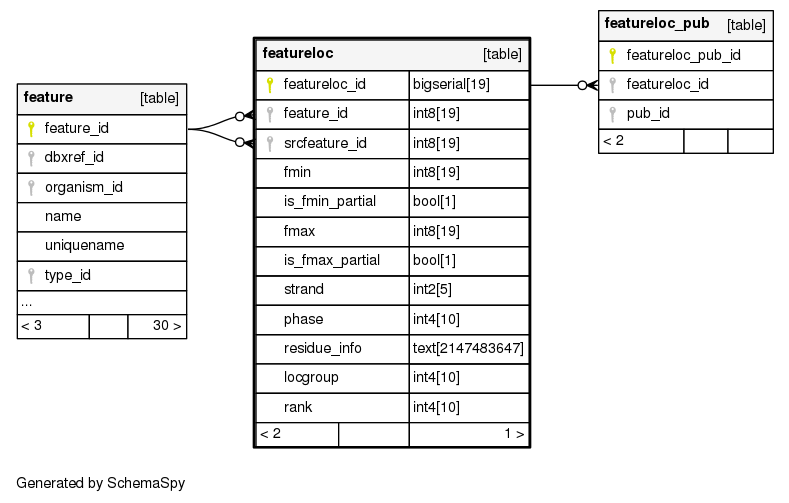 feature [table]
feature_id
dbxref_id
organism_id
name
uniquename
type_id
...
< 3 30 >
featureloc [table]
featureloc_id bigserial[19]
feature_id int8[19]
srcfeature_id int8[19]
fmin int8[19]
is_fmin_partial bool[1]
fmax int8[19]
is_fmax_partial bool[1]
strand int2[5]
phase int4[10]
residue_info text[2147483647]
locgroup int4[10]
rank int4[10]
< 2 1 >
featureloc_pub [table]
featureloc_pub_id
featureloc_id
pub_id
< 2
Generated by SchemaSpy